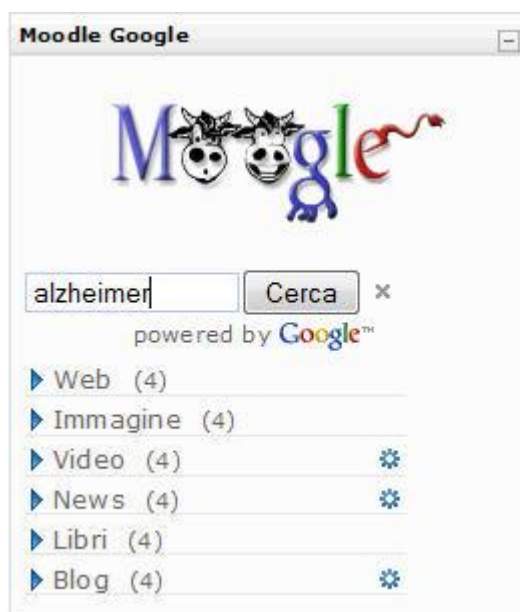 Moodle Google
Moogle
alzheimer Cerca
powered by Google™
Web (4)
Immagine (4)
Video (4)
News (4)
Libri (4)
Blog (4)